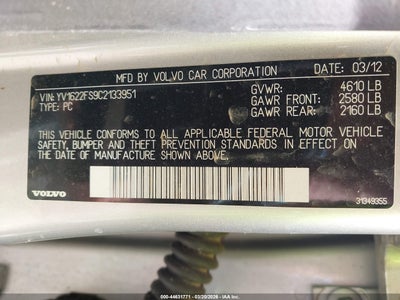 MFD. BY VOLVO CAR CORPORATION DATE: 03/12
VIN: YV1622FS9C2133951 GVWR: 4610 LB
TYPE: PC GAWR FRONT: 2580 LB
GAWR REAR: 2160 LB
THIS VEHICLE CONFORMS TO ALL APPLICABLE FEDERAL MOTOR VEHICLE
SAFETY, BUMPER AND THEFT PREVENTION STANDARDS IN EFFECT
ON THE DATE OF MANUFACTURE SHOWN ABOVE.
VOLVO
31349355
000-44631771 - 03/20/2026 - IAA Holdings, LLC